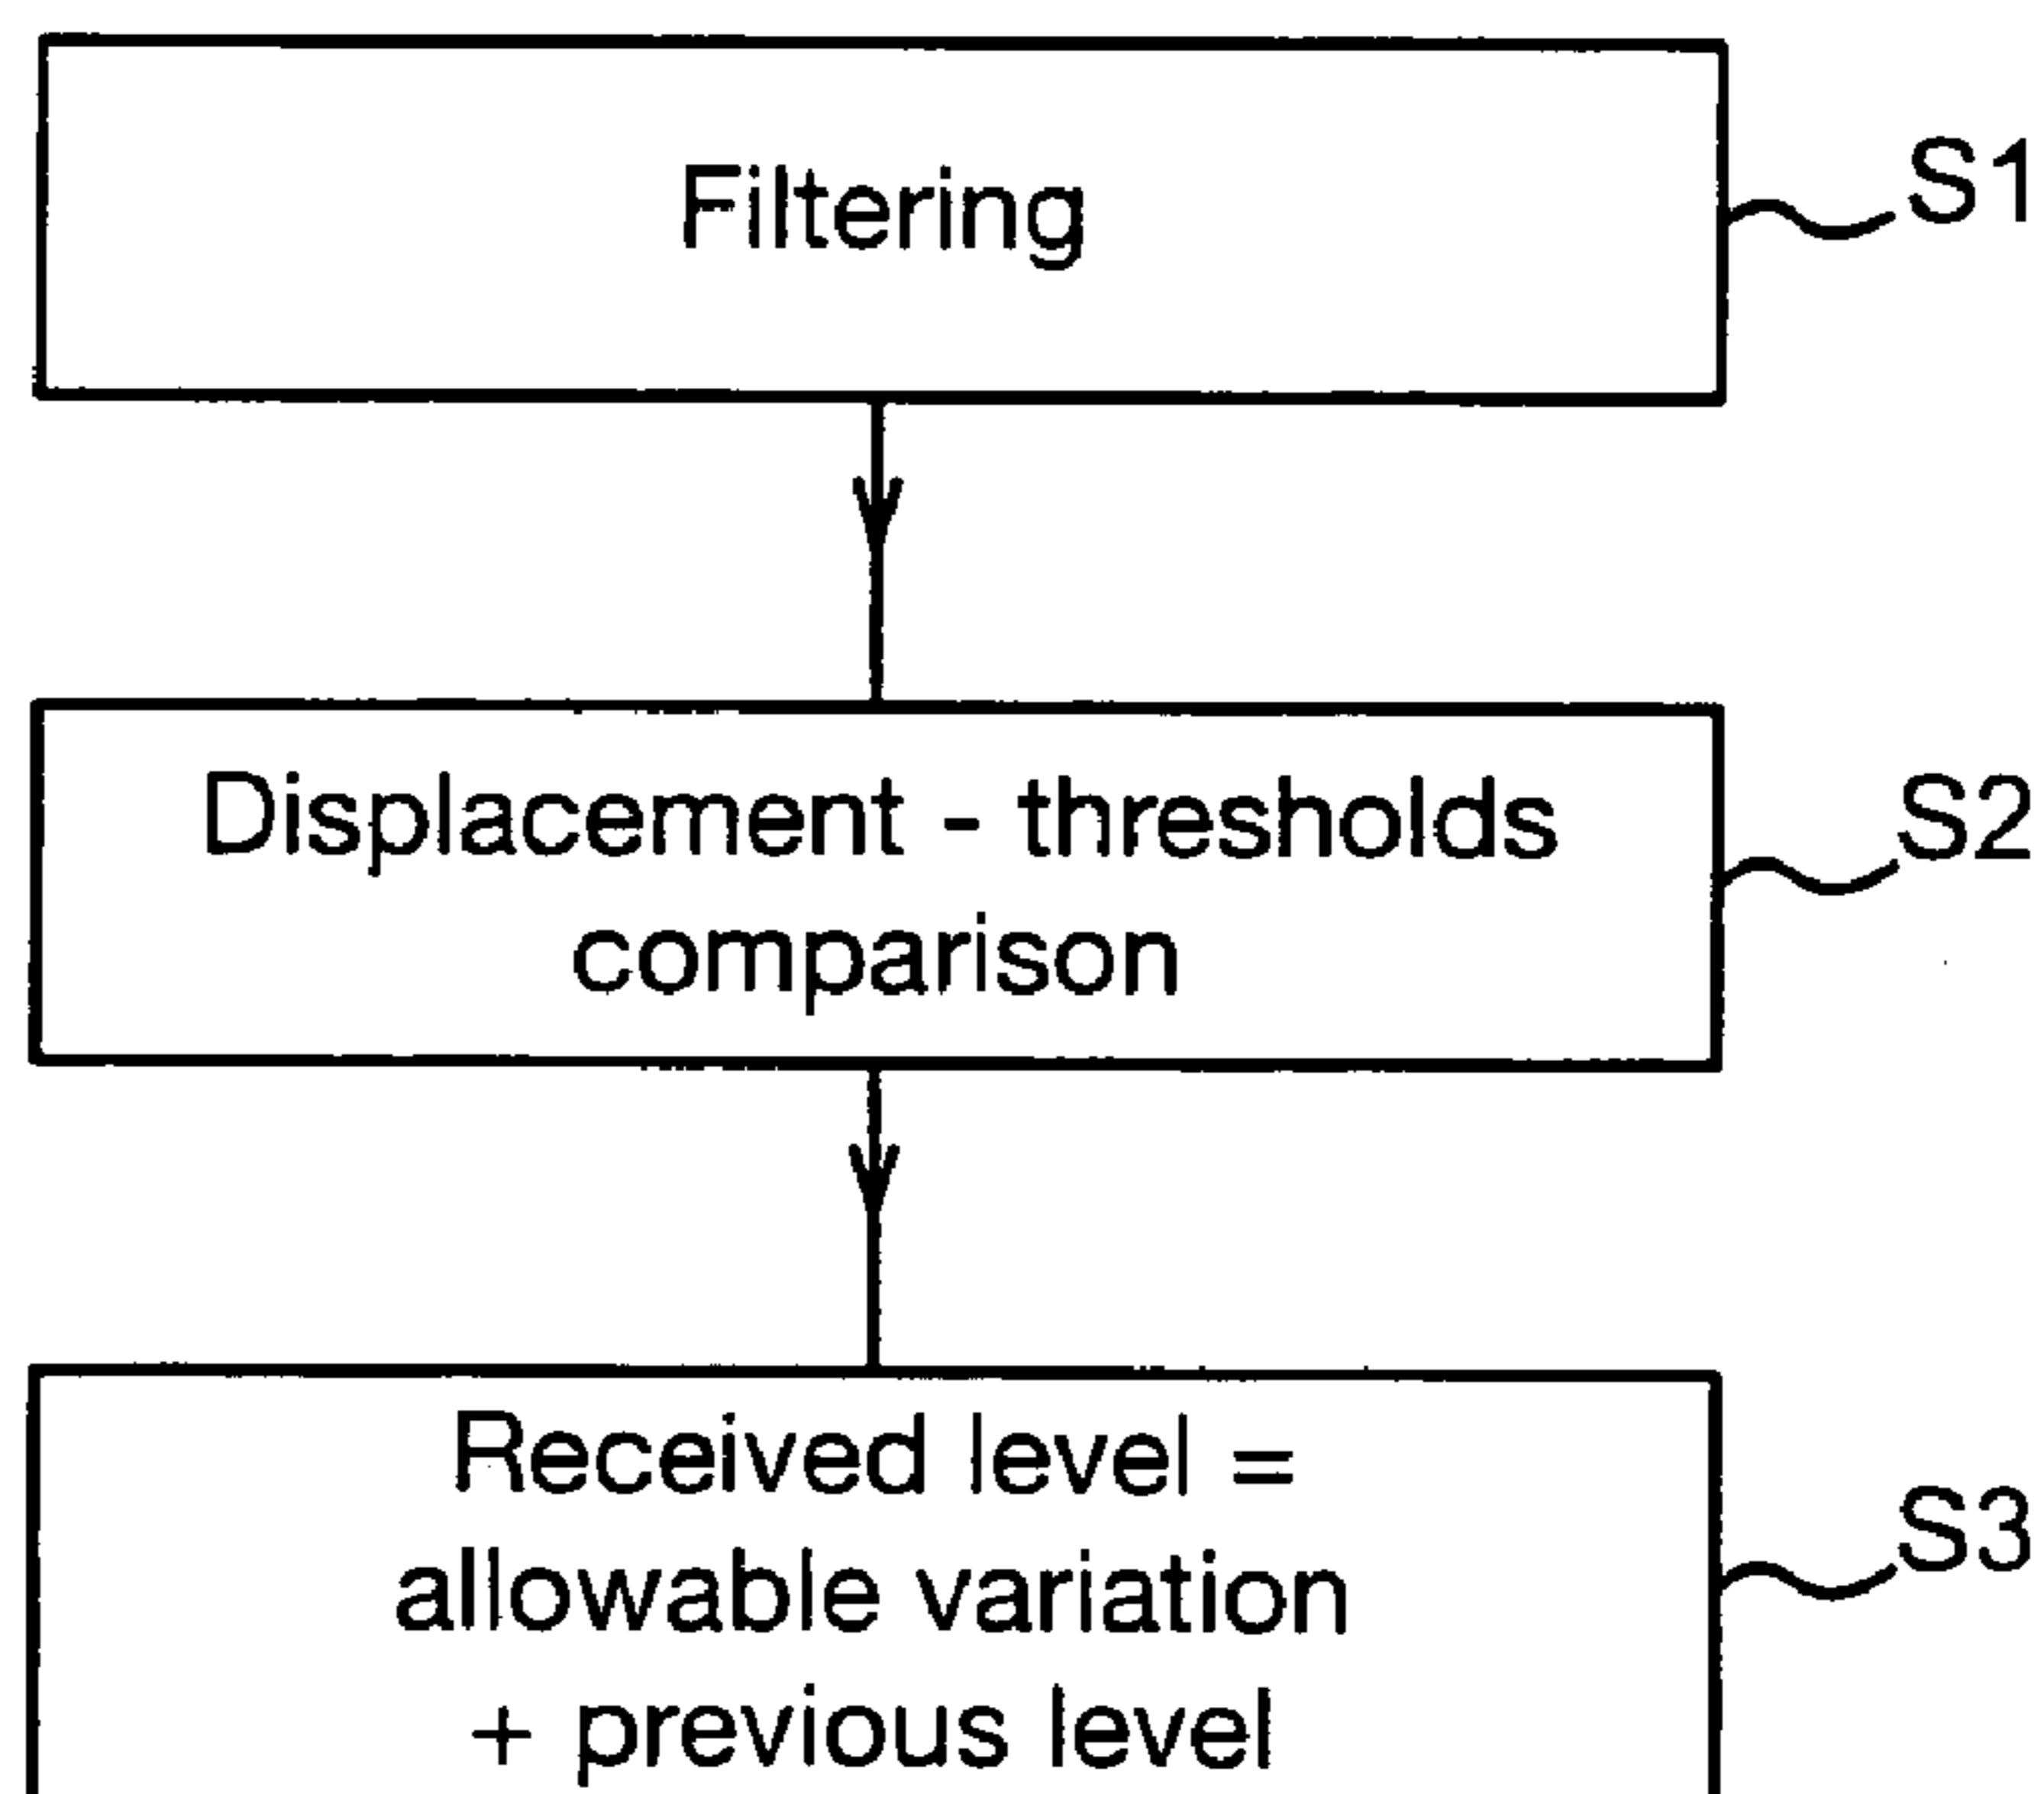 Filtering
S1
Displacement - thresholds
comparison
S2
Received level =
allowable variation
+ previous level
S3